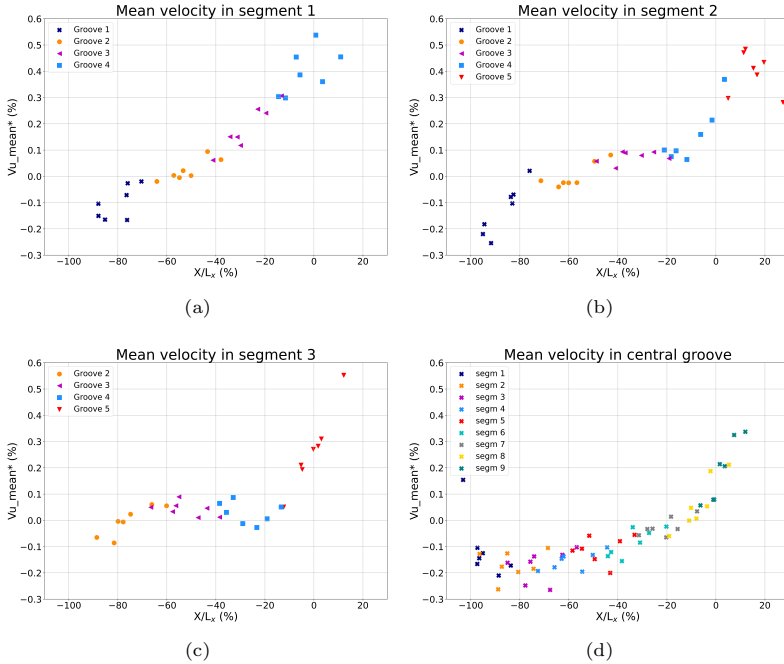 Mean velocity in segment 1
Vu_mean* (%)
0.6
0.5
0.4
0.3
0.2
0.1
0.0
−0.1
−0.2
−0.3
Groove 1
Groove 2
Groove 3
Groove 4
−100 −80 −60 −40 −20 0 20
X/Lx (%)
(a)
Mean velocity in segment 2
Vu_mean* (%)
0.6
0.5
0.4
0.3
0.2
0.1
0.0
−0.1
−0.2
−0.3
Groove 1
Groove 2
Groove 3
Groove 4
Groove 5
−100 −80 −60 −40 −20 0 20
X/Lx (%)
(b)
Mean velocity in segment 3
Vu_mean* (%)
0.6
0.5
0.4
0.3
0.2
0.1
0.0
−0.1
−0.2
−0.3
Groove 2
Groove 3
Groove 4
Groove 5
−100 −80 −60 −40 −20 0 20
X/Lx (%)
(c)
Mean velocity in central groove
Vu_mean* (%)
0.6
0.5
0.4
0.3
0.2
0.1
0.0
−0.1
−0.2
−0.3
segm 1
segm 2
segm 3
segm 4
segm 5
segm 6
segm 7
segm 8
segm 9
−100 −80 −60 −40 −20 0 20
X/Lx (%)
(d)